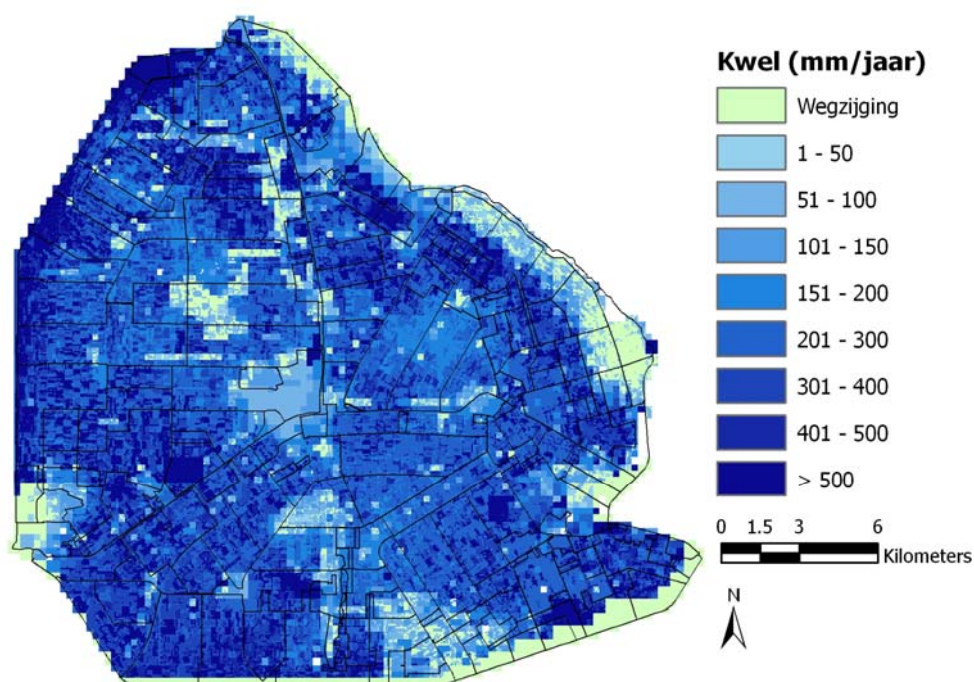 Kwel (mm/jaar)
Wegzijging
1 - 50
51 - 100
101 - 150
151 - 200
201 - 300
301 - 400
401 - 500
> 500
0 1.5 3 6
Kilometers
N